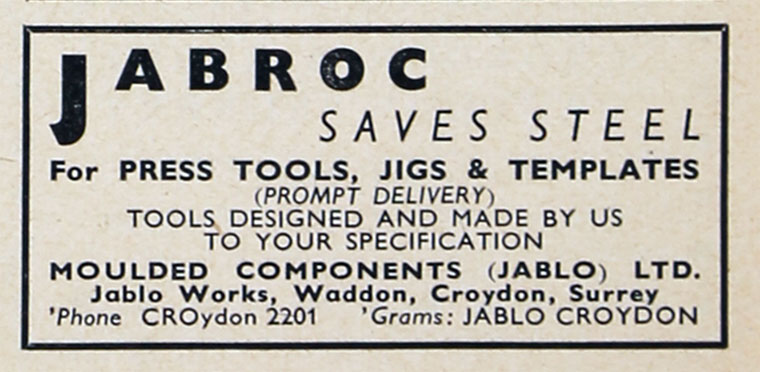 JABROC
SAVES STEEL
For PRESS TOOLS, JIGS & TEMPLATES
(PROMPT DELIVERY)
TOOLS DESIGNED AND MADE BY US
TO YOUR SPECIFICATION
MOULDED COMPONENTS (JABLO) LTD.
Jablo Works, Waddon, Croydon, Surrey
'Phone CROydon 2201 'Grams: JABLO CROYDON